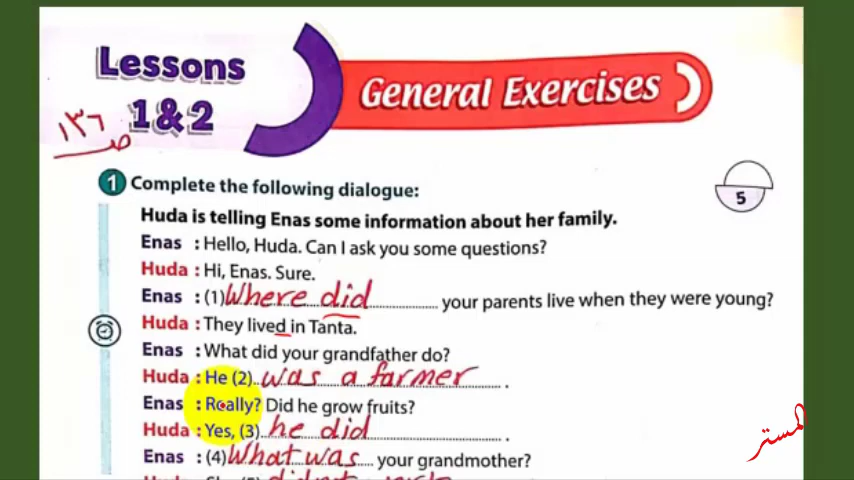 Lessons
1&2
General Exercises
ص ١٣٦
1 Complete the following dialogue:
5
Huda is telling Enas some information about her family.
Enas : Hello, Huda. Can I ask you some questions?
Huda : Hi, Enas. Sure.
Enas : (1) Where did your parents live when they were young?
Huda : They lived in Tanta.
Enas : What did your grandfather do?
Huda : He (2) was a farmer .
Enas : Really? Did he grow fruits?
Huda : Yes, (3) he did .
Enas : (4) What was your grandmother?
المستر